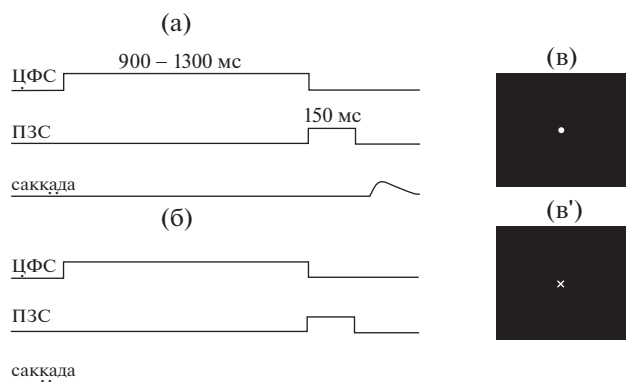 (а)
900 – 1300 мс
ЦФС
150 мс
ПЗС
саккада
(б)
ЦФС
ПЗС
саккада
(в)
(в')